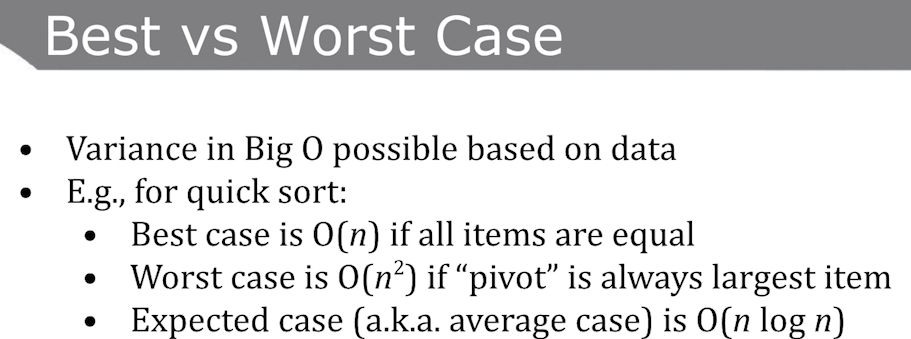 Best vs Worst Case
• Variance in Big O possible based on data
• E.g., for quick sort:
• Best case is O(n) if all items are equal
• Worst case is O(n²) if “pivot” is always largest item
• Expected case (a.k.a. average case) is O(n log n)